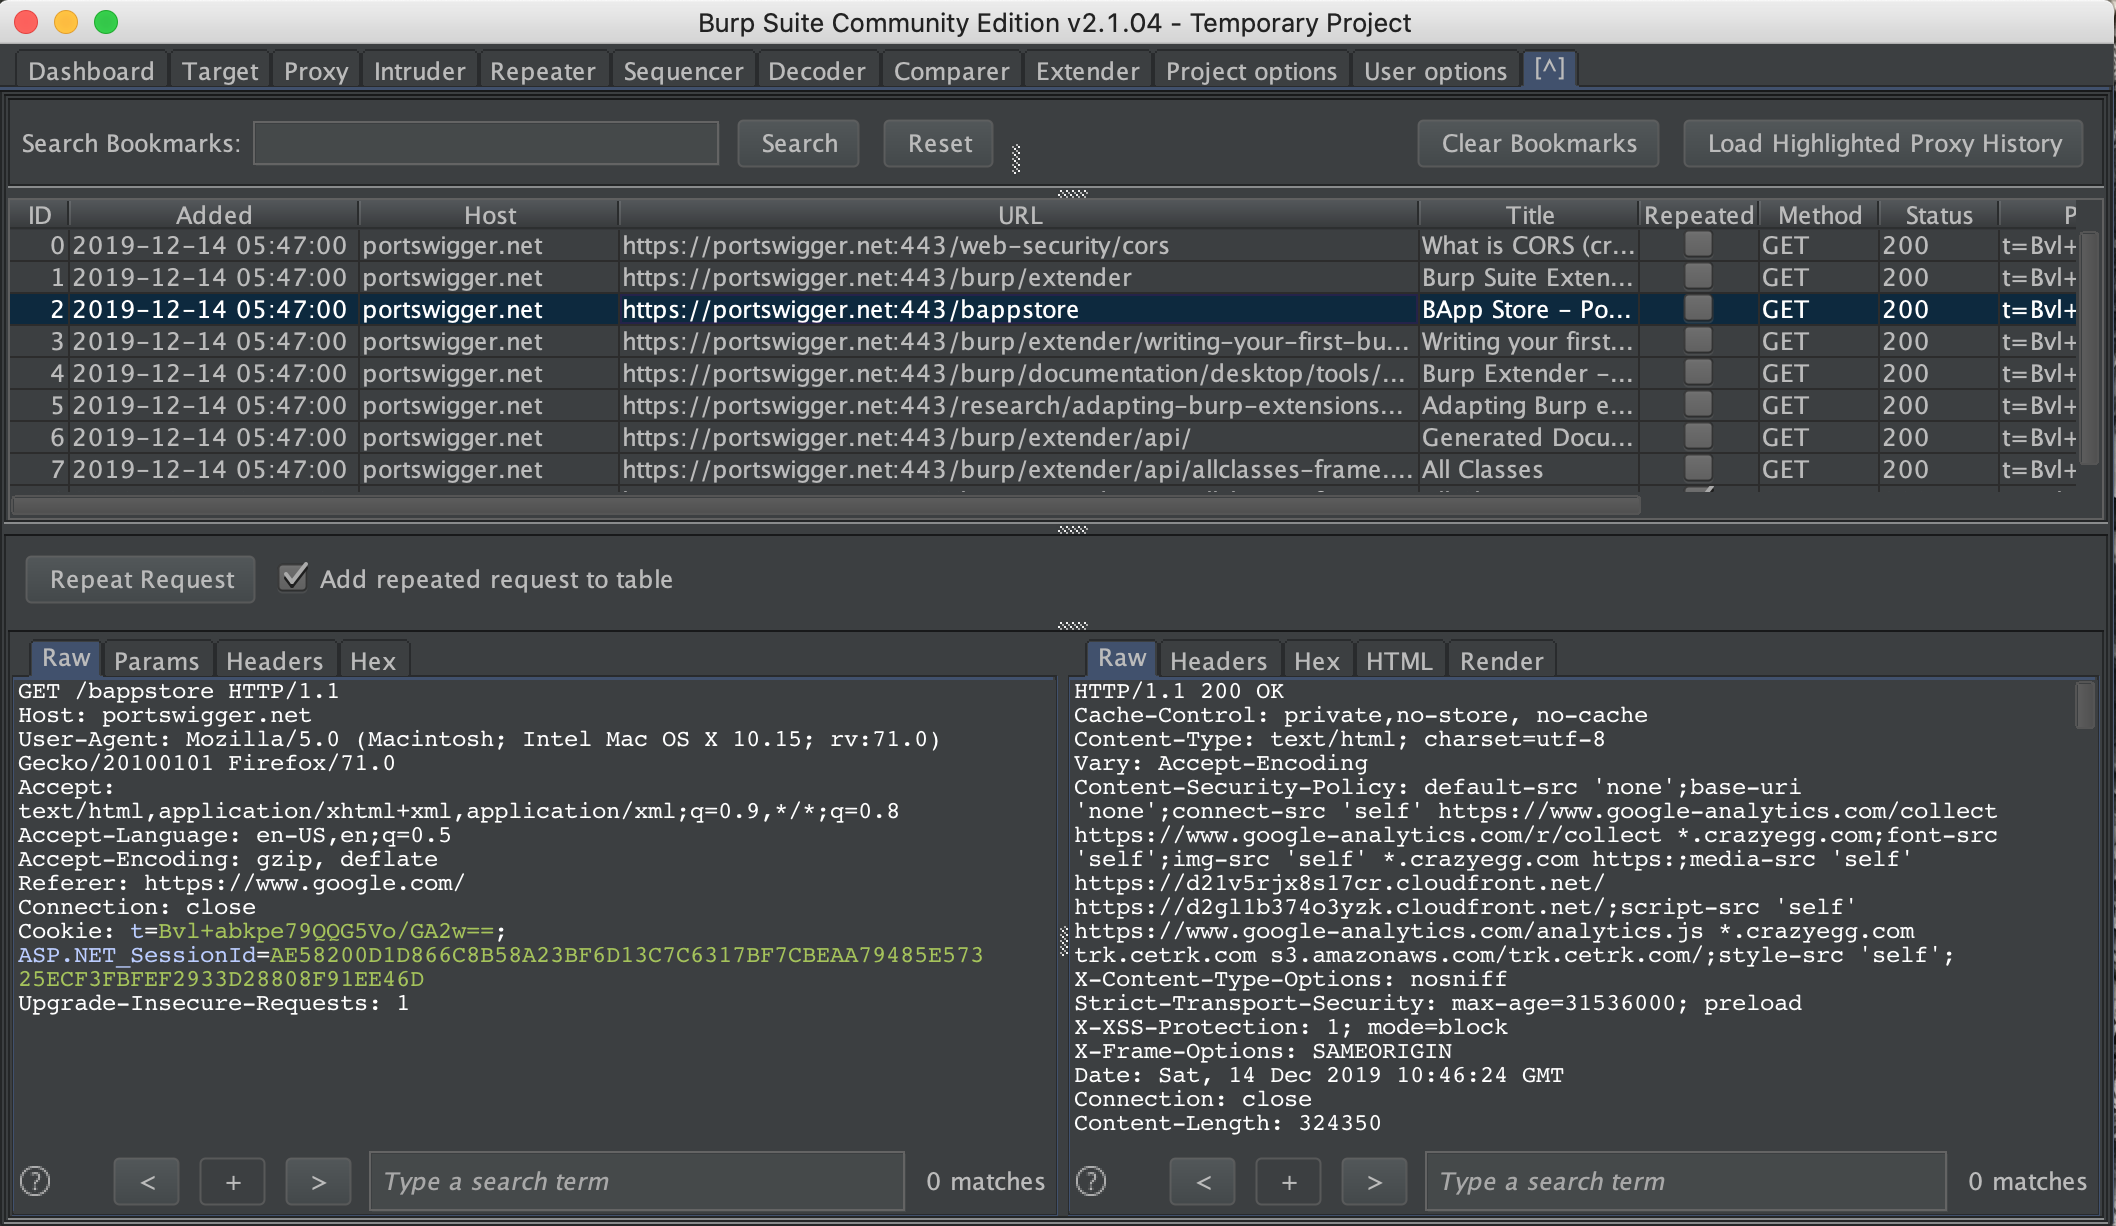 Burp Suite Community Edition v2.1.04 - Temporary Project
Dashboard Target Proxy Intruder Repeater Sequencer Decoder Comparer Extender Project options User options [^]
Search Bookmarks: Search Reset Clear Bookmarks Load Highlighted Proxy History
ID Added Host URL Title Repeated Method Status P
0 2019-12-14 05:47:00 portswigger.net https://portswigger.net:443/web-security/cors What is CORS (cr... GET 200 t=Bvl+
1 2019-12-14 05:47:00 portswigger.net https://portswigger.net:443/burp/extender Burp Suite Exten... GET 200 t=Bvl+
2 2019-12-14 05:47:00 portswigger.net https://portswigger.net:443/bappstore BApp Store - Po... GET 200 t=Bvl+
3 2019-12-14 05:47:00 portswigger.net https://portswigger.net:443/burp/extender/writing-your-first-bu... Writing your first... GET 200 t=Bvl+
4 2019-12-14 05:47:00 portswigger.net https://portswigger.net:443/burp/documentation/desktop/tools/... Burp Extender -... GET 200 t=Bvl+
5 2019-12-14 05:47:00 portswigger.net https://portswigger.net:443/research/adapting-burp-extensions... Adapting Burp e... GET 200 t=Bvl+
6 2019-12-14 05:47:00 portswigger.net https://portswigger.net:443/burp/extender/api/ Generated Docu... GET 200 t=Bvl+
7 2019-12-14 05:47:00 portswigger.net https://portswigger.net:443/burp/extender/api/allclasses-frame.... All Classes GET 200 t=Bvl+
Repeat Request Add repeated request to table
Raw Params Headers Hex
GET /bappstore HTTP/1.1
Host: portswigger.net
User-Agent: Mozilla/5.0 (Macintosh; Intel Mac OS X 10.15; rv:71.0)
Gecko/20100101 Firefox/71.0
Accept:
text/html,application/xhtml+xml,application/xml;q=0.9,*/*;q=0.8
Accept-Language: en-US,en;q=0.5
Accept-Encoding: gzip, deflate
Referer: https://www.google.com/
Connection: close
Cookie: t=Bvl+abkpe79QQG5Vo/GA2w==;
ASP.NET_SessionId=AE58200D1D866C8B58A23BF6D13C7C6317BF7CBEAA79485E573
25ECF3FBFEF2933D28808F91EE46D
Upgrade-Insecure-Requests: 1
? < + > Type a search term 0 matches
Raw Headers Hex HTML Render
HTTP/1.1 200 OK
Cache-Control: private,no-store, no-cache
Content-Type: text/html; charset=utf-8
Vary: Accept-Encoding
Content-Security-Policy: default-src 'none';base-uri
'none';connect-src 'self' https://www.google-analytics.com/collect
https://www.google-analytics.com/r/collect *.crazyegg.com;font-src
'self';img-src 'self' *.crazyegg.com https:;media-src 'self'
https://d21v5rjx8s17cr.cloudfront.net/
https://d2gl1b374o3yzk.cloudfront.net/;script-src 'self'
https://www.google-analytics.com/analytics.js *.crazyegg.com
trk.cetrk.com s3.amazonaws.com/trk.cetrk.com/;style-src 'self';
X-Content-Type-Options: nosniff
Strict-Transport-Security: max-age=31536000; preload
X-XSS-Protection: 1; mode=block
X-Frame-Options: SAMEORIGIN
Date: Sat, 14 Dec 2019 10:46:24 GMT
Connection: close
Content-Length: 324350
? < + > Type a search term 0 matches